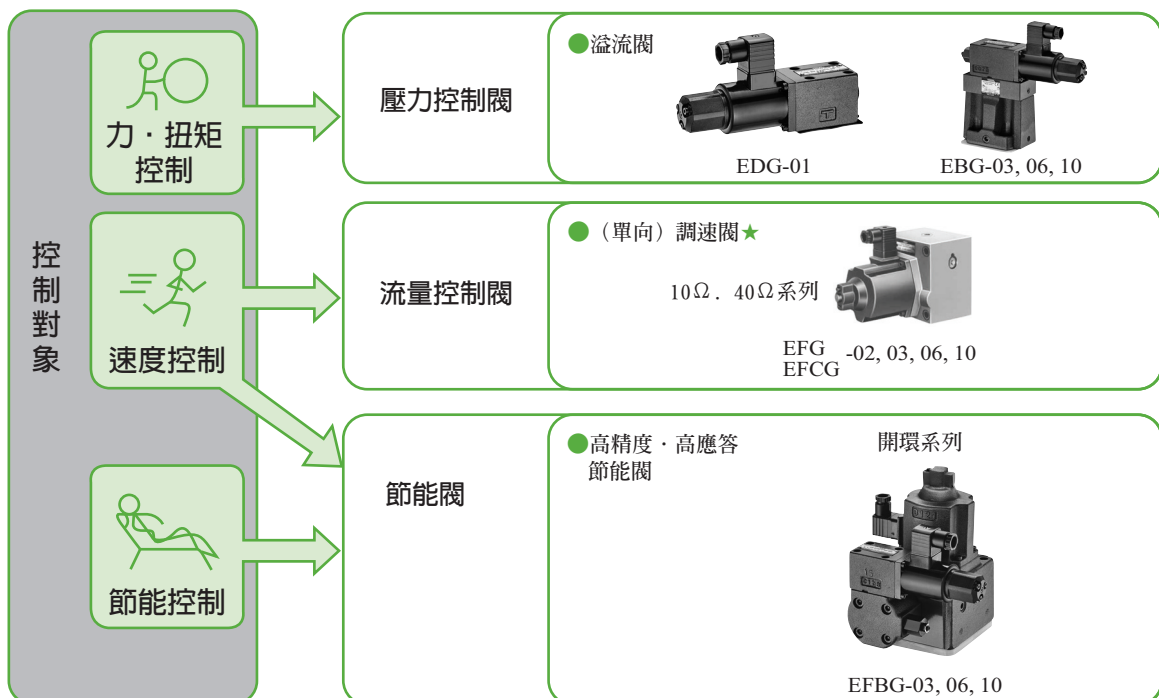 控制對象
力．扭矩
控制
壓力控制閥
●溢流閥
EDG-01
EBG-03, 06, 10
速度控制
流量控制閥
●（單向）調速閥★
10Ω．40Ω系列
EFG
EFCG
-02, 03, 06, 10
節能控制
節能閥
●高精度．高應答
節能閥
開環系列
EFBG-03, 06, 10